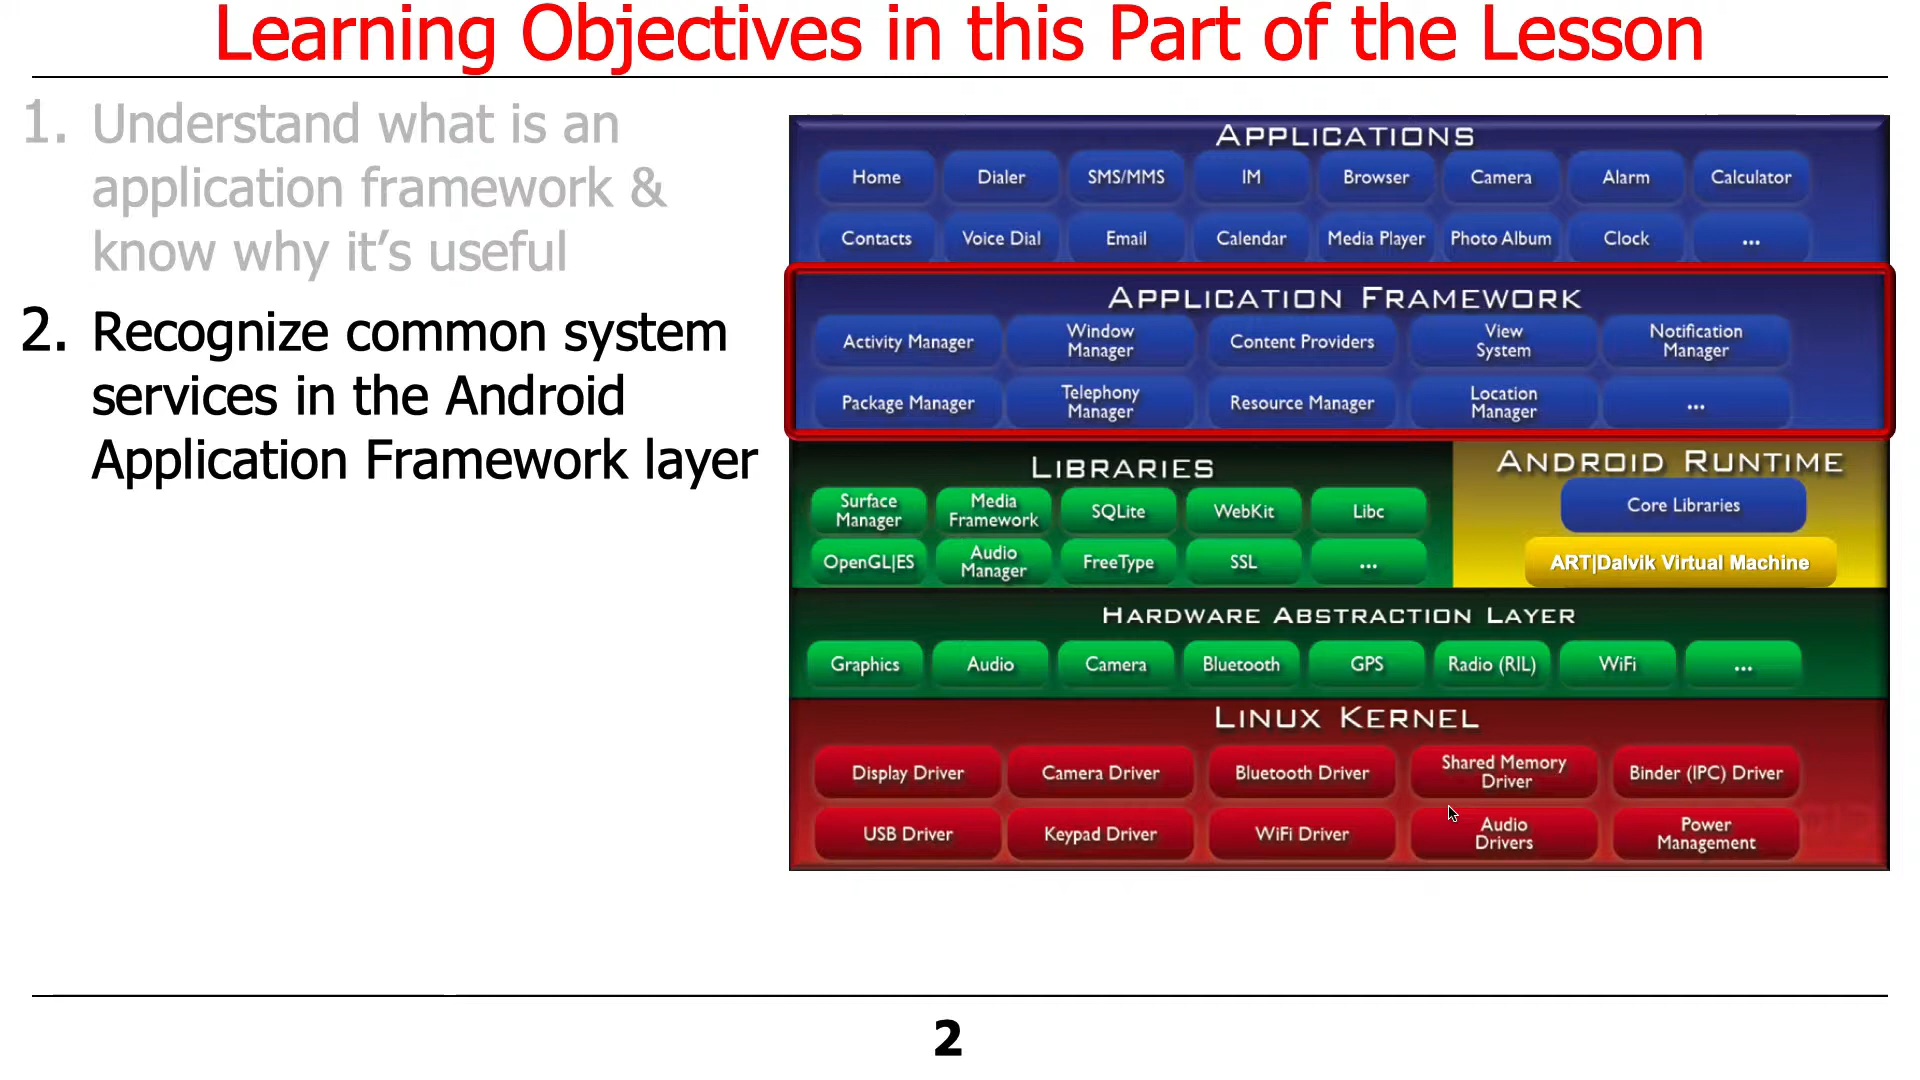 Learning Objectives in this Part of the Lesson
1. Understand what is an
application framework &
know why it’s useful
2. Recognize common system
services in the Android
Application Framework layer
APPLICATIONS
Home Dialer SMS/MMS IM Browser Camera Alarm Calculator
Contacts Voice Dial Email Calendar Media Player Photo Album Clock ...
APPLICATION FRAMEWORK
Activity Manager
Window
Manager
Content Providers
View
System
Notification
Manager
Package Manager
Telephony
Manager
Resource Manager
Location
Manager
...
LIBRARIES
Surface
Manager
Media
Framework
SQLite
WebKit
Libc
OpenGL|ES
Audio
Manager
FreeType
SSL
...
ANDROID RUNTIME
Core Libraries
ART|Dalvik Virtual Machine
HARDWARE ABSTRACTION LAYER
Graphics Audio Camera Bluetooth GPS Radio (RIL) WiFi ...
LINUX KERNEL
Display Driver
Camera Driver
Bluetooth Driver
Shared Memory
Driver
Binder (IPC) Driver
USB Driver
Keypad Driver
WiFi Driver
Audio
Drivers
Power
Management
2